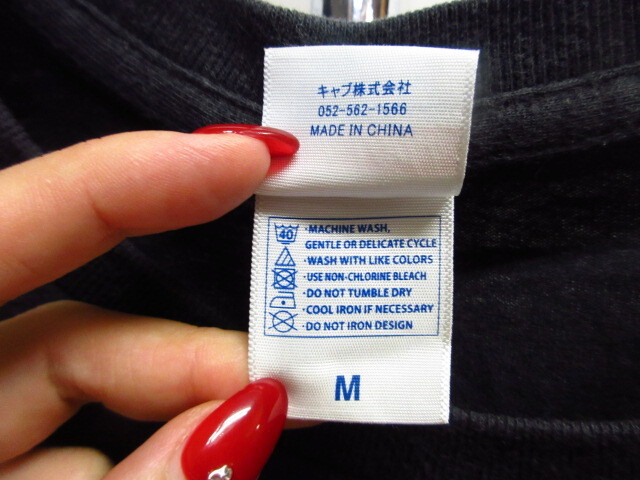 キャブ株式会社
052-562-1566
MADE IN CHINA
40
·MACHINE WASH,
GENTLE OR DELICATE CYCLE
·WASH WITH LIKE COLORS
·USE NON-CHLORINE BLEACH
·DO NOT TUMBLE DRY
·COOL IRON IF NECESSARY
·DO NOT IRON DESIGN
M